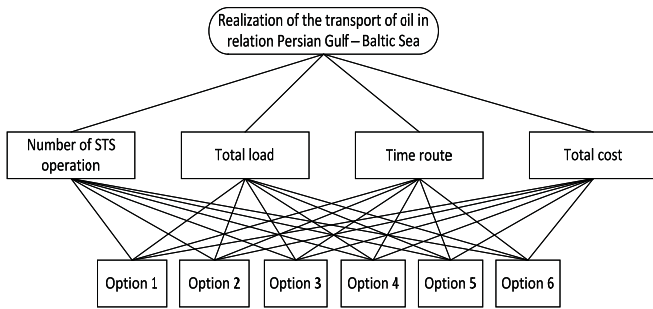 Realization of the transport of oil in
relation Persian Gulf – Baltic Sea
Number of STS
operation
Total load
Time route
Total cost
Option 1
Option 2
Option 3
Option 4
Option 5
Option 6